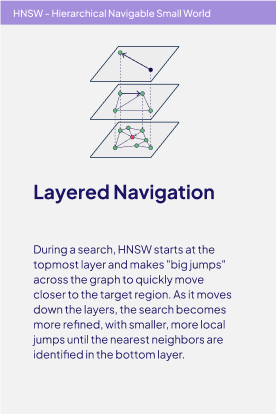 HNSW - Hierarchical Navigable Small World
Layered Navigation
During a search, HNSW starts at the
topmost layer and makes "big jumps"
across the graph to quickly move
closer to the target region. As it moves
down the layers, the search becomes
more refined, with smaller, more local
jumps until the nearest neighbors are
identified in the bottom layer.